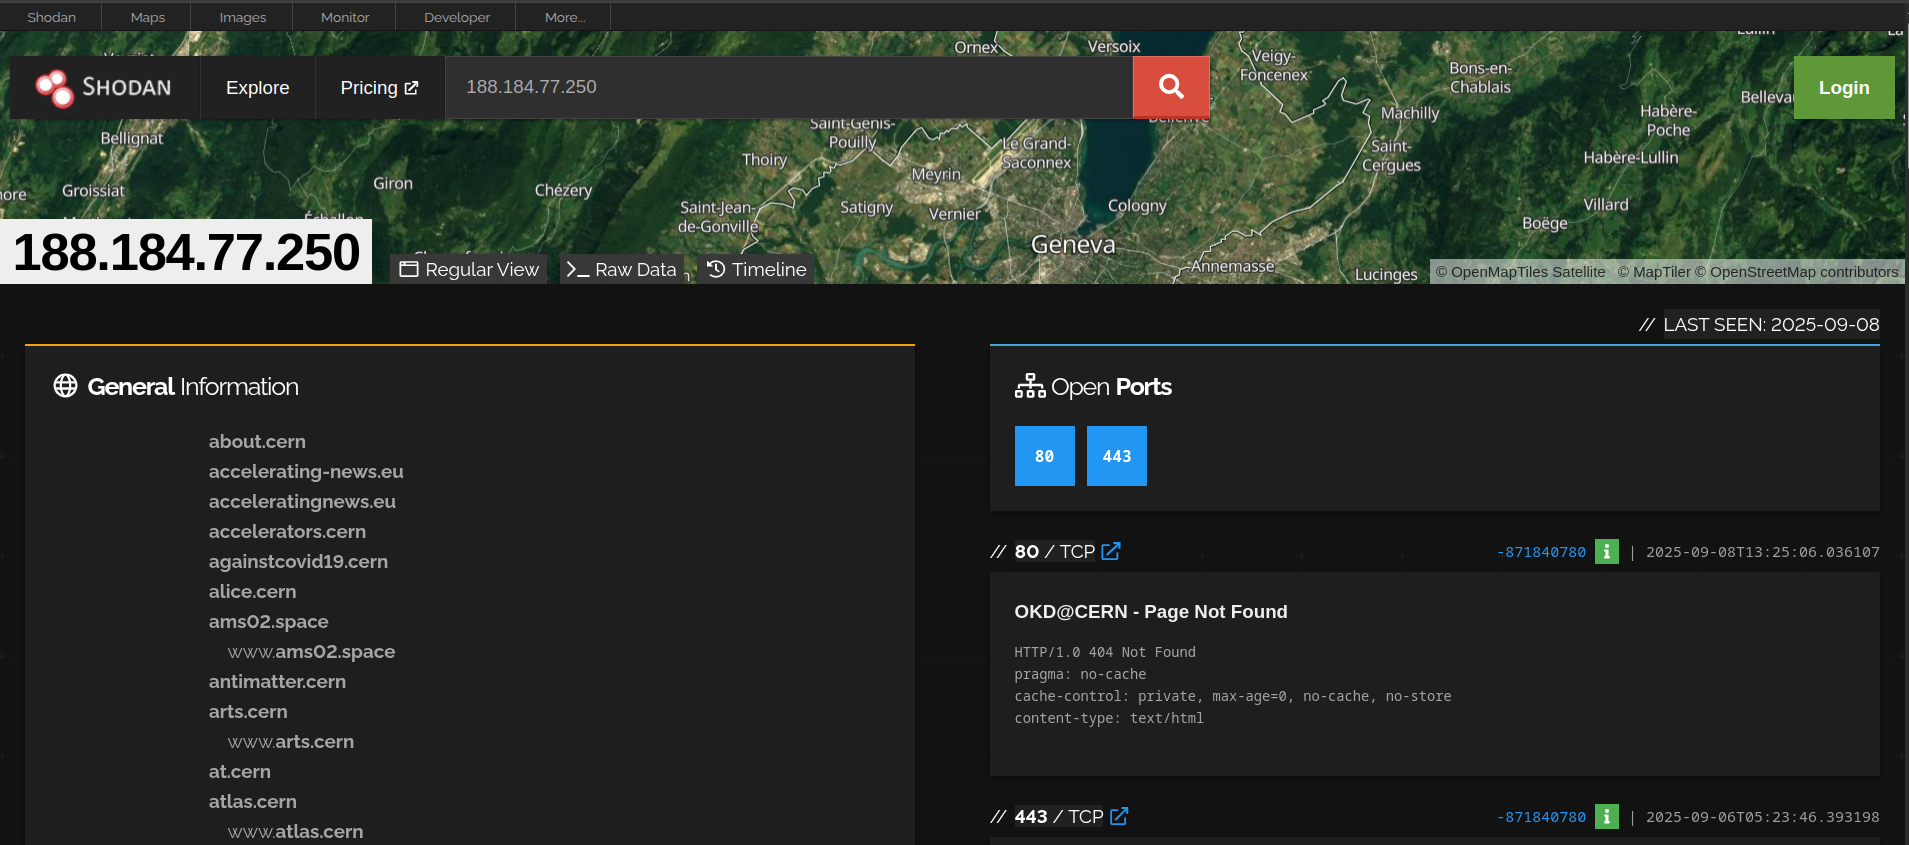 Shodan
Maps
Images
Monitor
Developer
More...
Ornex
Versoix
Veigy-
Foncenex
Bons-en-
Chablais
SHODAN
Explore
Pricing
188.184.77.250
Machilly
Habère-
Poche
Login
Bellignat
Saint-Genis-
Pouilly
Le Grand-
Saconnex
Saint-
Cergues
Thoiry
Habère-Lullin
Groissiat
Giron
Chézery
Meyrin
Saint-Jean-
de-Gonville
Satigny
Vernier
Cologny
Villard
Boëge
Geneva
Annemasse
Lucinges
188.184.77.250
Regular View
Raw Data
Timeline
© OpenMapTiles Satellite © MapTiler © OpenStreetMap contributors
// LAST SEEN: 2025-09-08
General Information
about.cern
accelerating-news.eu
acceleratingnews.eu
accelerators.cern
againstcovid19.cern
alice.cern
ams02.space
www.ams02.space
antimatter.cern
arts.cern
www.arts.cern
at.cern
atlas.cern
www.atlas.cern
Open Ports
80
443
// 80 / TCP
-871840780 | 2025-09-08T13:25:06.036107
OKD@CERN - Page Not Found
HTTP/1.0 404 Not Found
pragma: no-cache
cache-control: private, max-age=0, no-cache, no-store
content-type: text/html
// 443 / TCP
-871840780 | 2025-09-06T05:23:46.393198